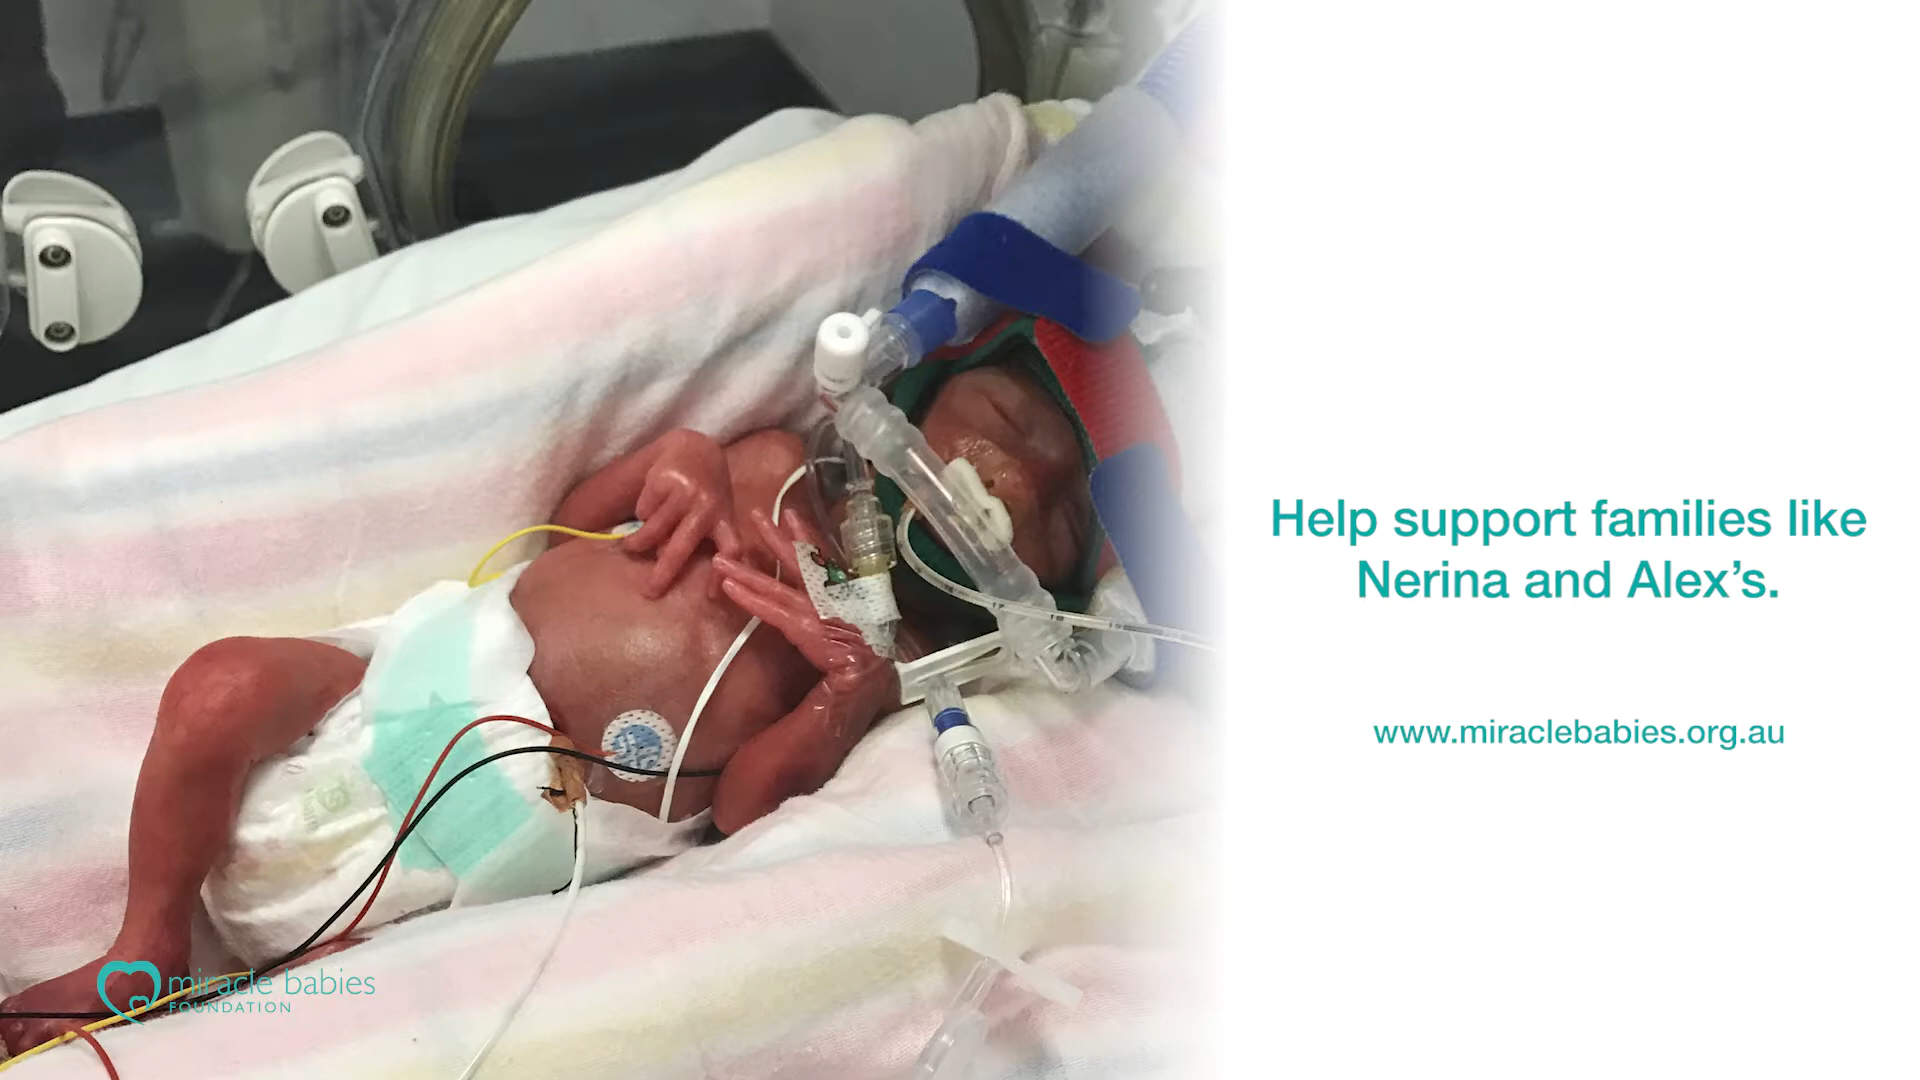 Help support families like
Nerina and Alex’s.
www.miraclebabies.org.au
miracle babies
FOUNDATION